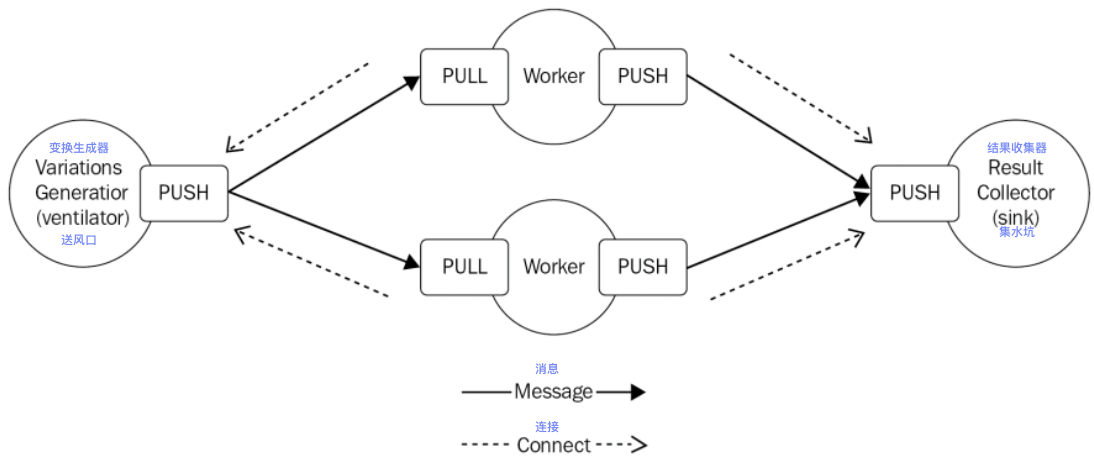 PULL
Worker
PUSH
变换生成器
Variations
Generatior
(ventilator)
送风口
PUSH
PUSH
结果收集器
Result
Collector
(sink)
集水坑
PULL
Worker
PUSH
消息
Message
连接
Connect